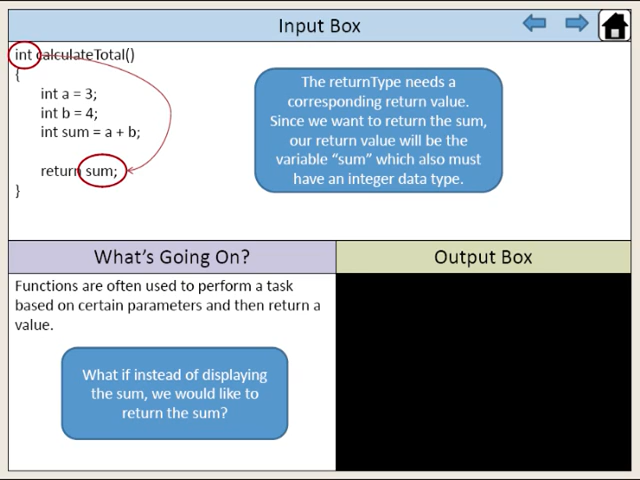 Input Box
int calculateTotal()
{
int a = 3;
int b = 4;
int sum = a + b;
return sum;
}
The returnType needs a
corresponding return value.
Since we want to return the sum,
our return value will be the
variable “sum” which also must
have an integer data type.
What’s Going On?
Functions are often used to perform a task
based on certain parameters and then return a
value.
What if instead of displaying
the sum, we would like to
return the sum?
Output Box